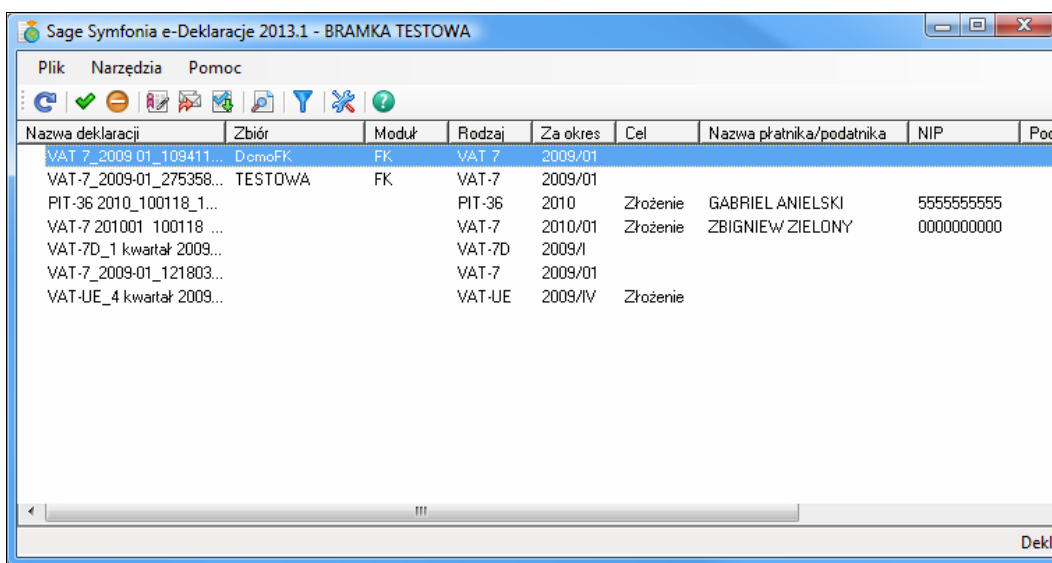 Sage Symfonia e-Deklaracje 2013.1 - BRAMKA TESTOWA
Plik Narzędzia Pomoc
Nazwa deklaracji Zbiór Moduł Rodzaj Za okres Cel Nazwa płatnika/podatnika NIP Poc
VAT 7_2009 01_109411... DemoFK FK VAT 7 2009/01
VAT-7_2009-01_275358... TESTOWA FK VAT-7 2009/01
PIT-36 2010_100118_1... PIT-36 2010 Złożenie GABRIEL ANIELSKI 5555555555
VAT-7 201001 100118 ... VAT-7 2010/01 Złożenie ZBIGNIEW ZIELONY 0000000000
VAT-7D_1 kwartał 2009... VAT-7D 2009/I
VAT-7_2009-01_121803... VAT-7 2009/01
VAT-UE_4 kwartał 2009... VAT-UE 2009/IV Złożenie
Dekl